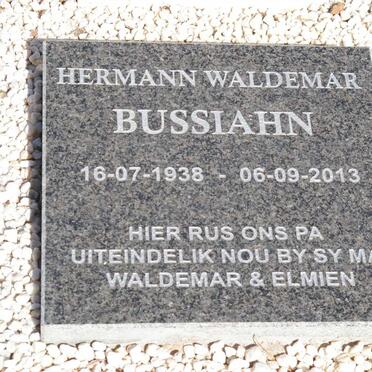 HERMANN WALDEMAR
BUSSIAHN
16-07-1938 - 06-09-2013
HIER RUS ONS PA
UITEINDELIK NOU BY SY MA
WALDEMAR & ELMIEN